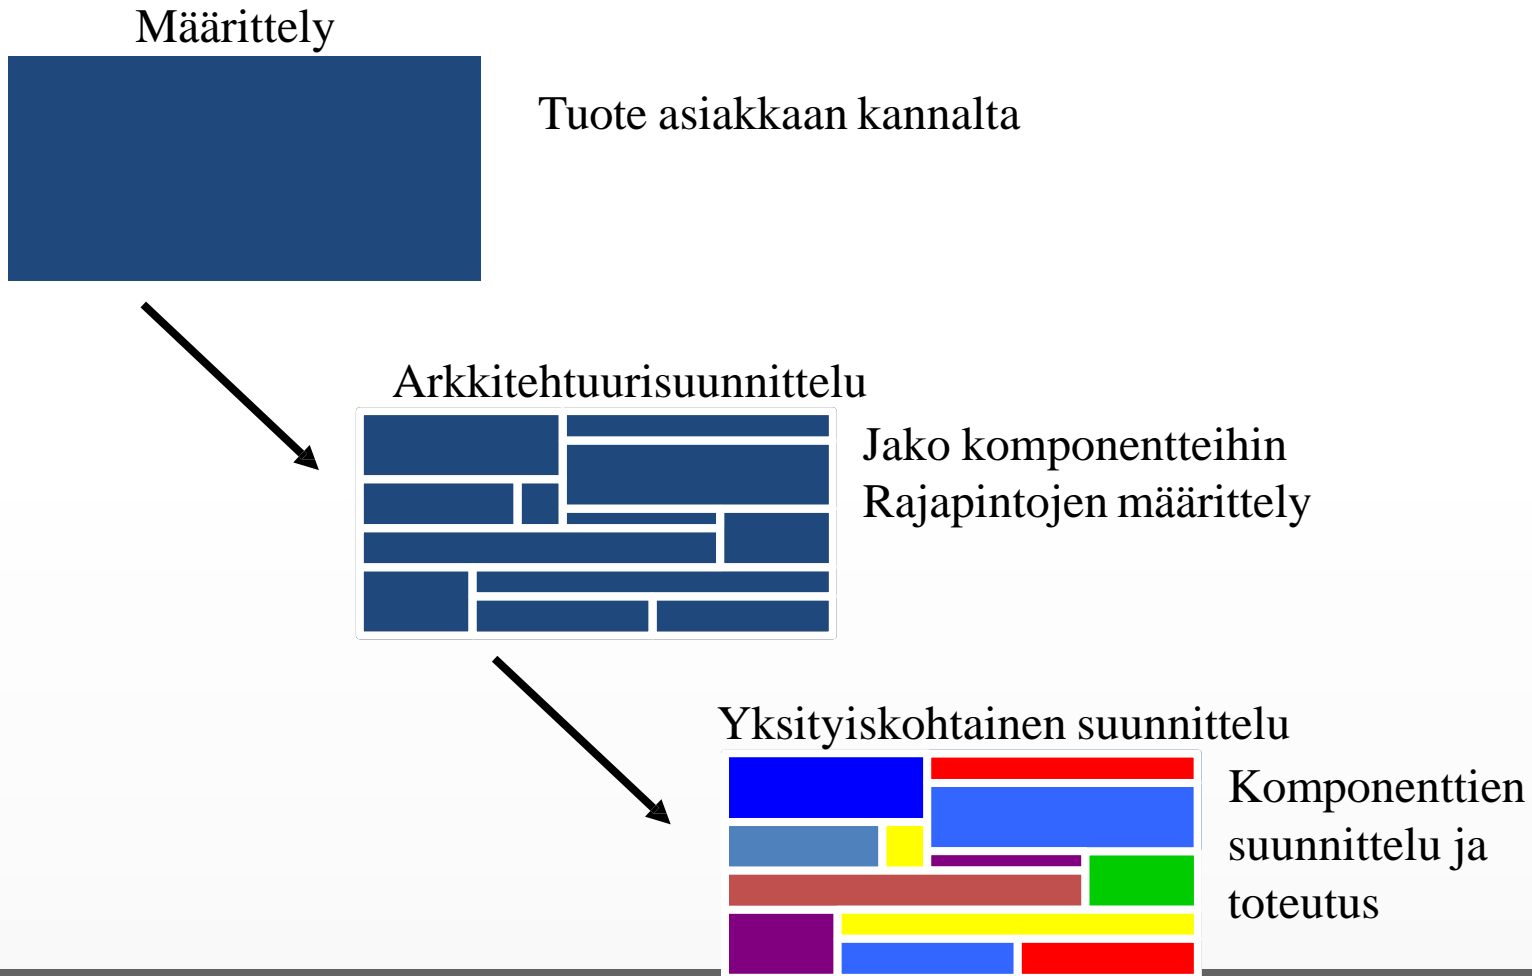 Määrittely
Tuote asiakkaan kannalta
Arkkitehtuurisuunnittelu
Jako komponentteihin
Rajapintojen määrittely
Yksityiskohtainen suunnittelu
Komponenttien
suunnittelu ja
toteutus